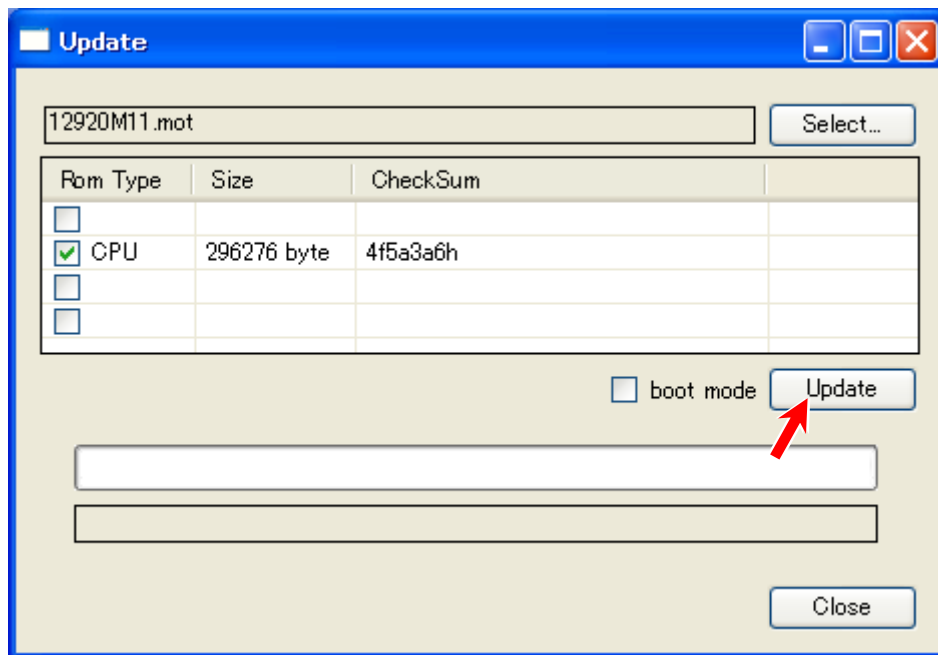 Update
12920M11.mot
Select...
Rom Type Size CheckSum
CPU 296276 byte 4f5a3a6h
boot mode Update
Close